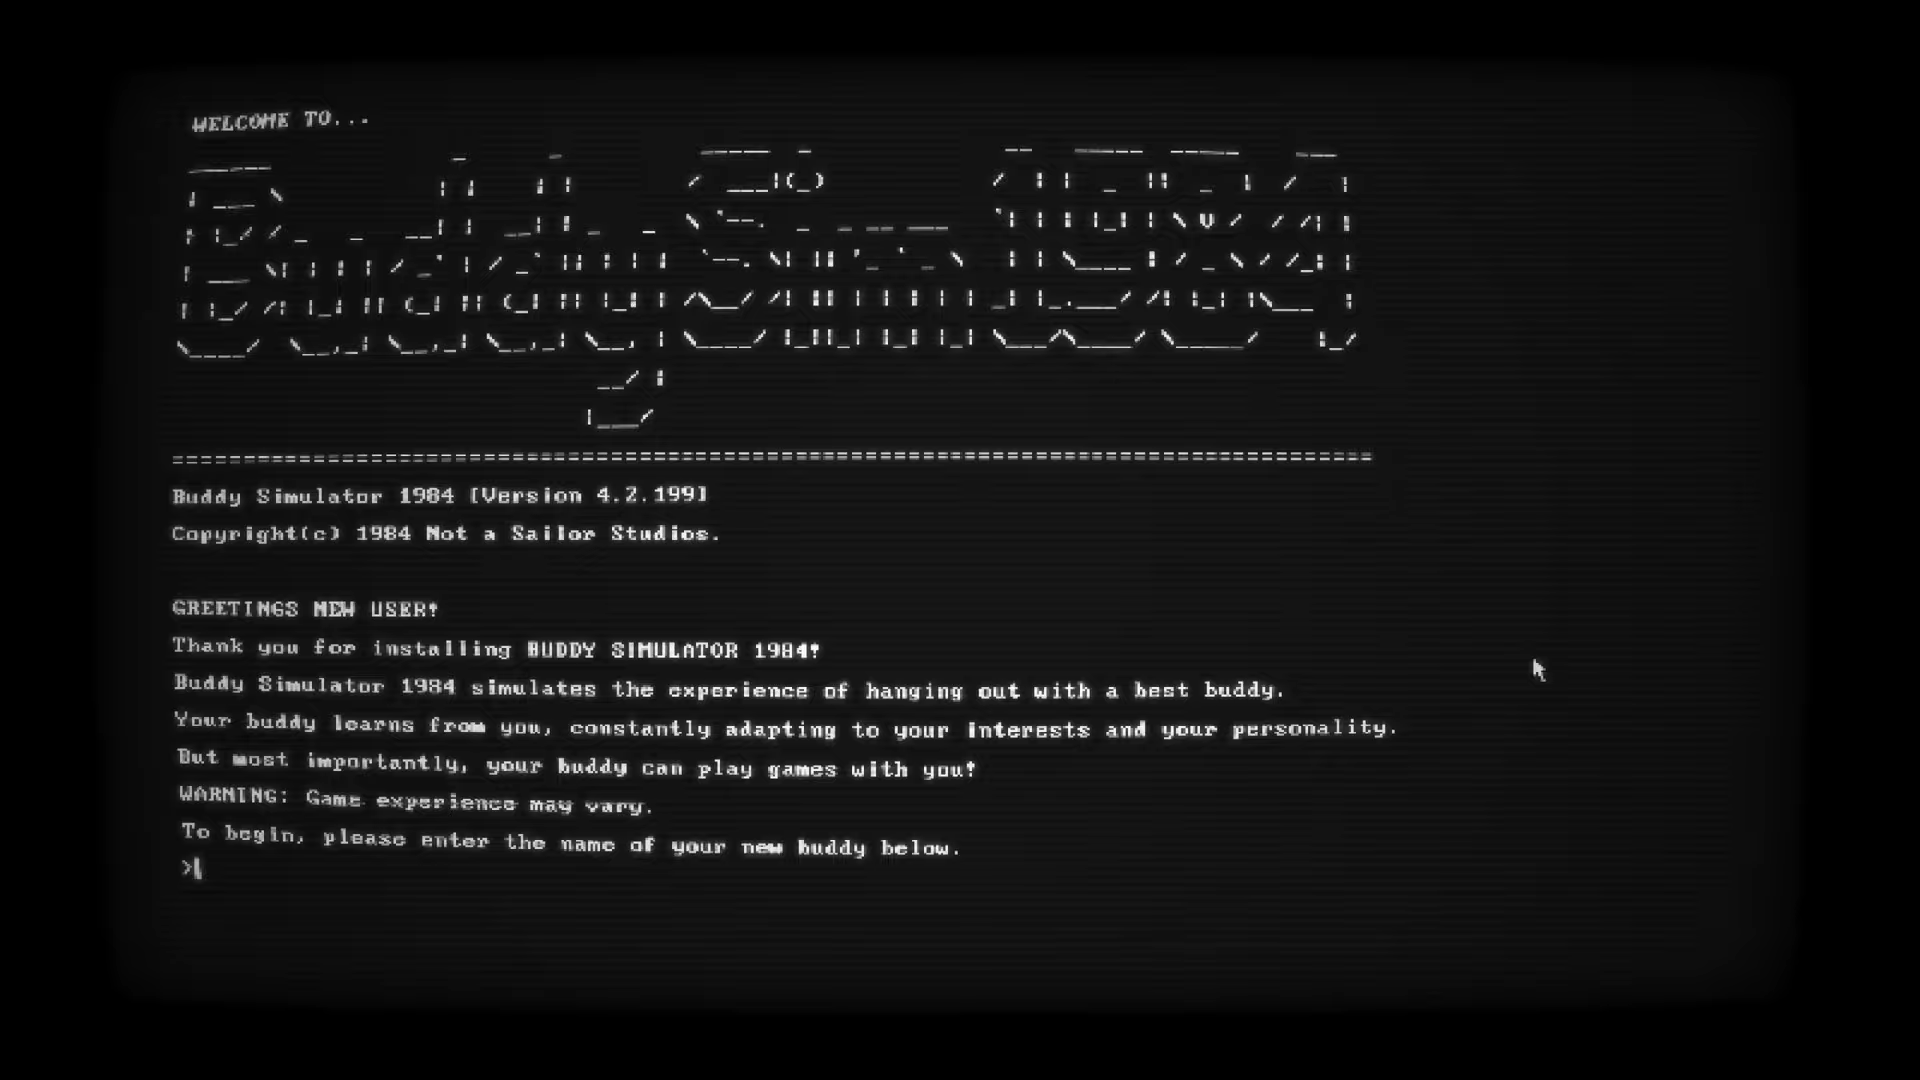 WELCOME TO...
BuddySim1984
================================================================================
Buddy Simulator 1984 [Version 4.2.199]
Copyright(c) 1984 Not a Sailor Studios.
GREETINGS NEW USER!
Thank you for installing BUDDY SIMULATOR 1984!
Buddy Simulator 1984 simulates the experience of hanging out with a best buddy.
Your buddy learns from you, constantly adapting to your interests and your personality.
But most importantly, your buddy can play games with you!
WARNING: Game experience may vary.
To begin, please enter the name of your new buddy below.
>